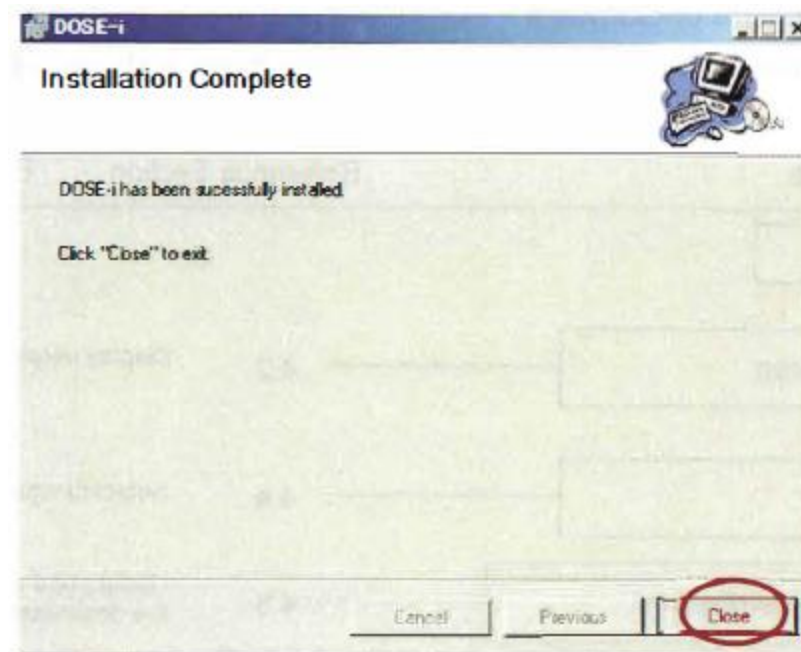 DOSE-i
Installation Complete
DOSE-i has been sucessfully installed.
Click "Close" to exit.
Cancel
Previous
Close